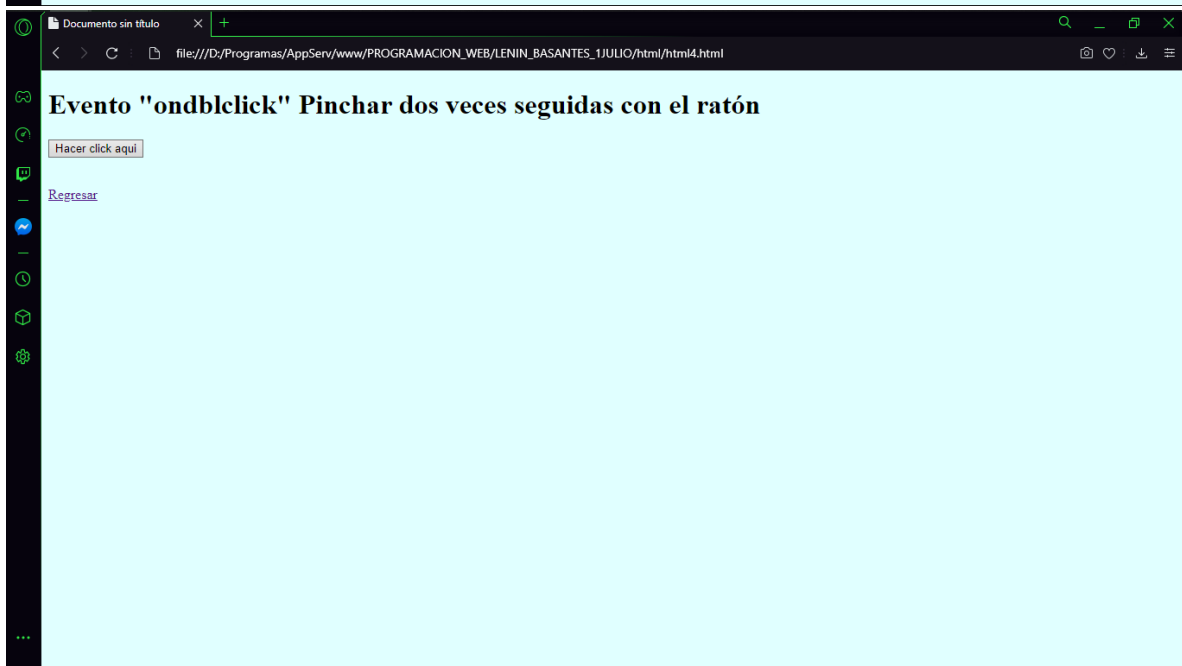 Documento sin título
file:///D:/Programas/AppServ/www/PROGRAMACION_WEB/LENIN_BASANTES_1JULIO/html/html4.html
Evento "ondblclick" Pinchar dos veces seguidas con el ratón
Hacer click aqui
Regresar